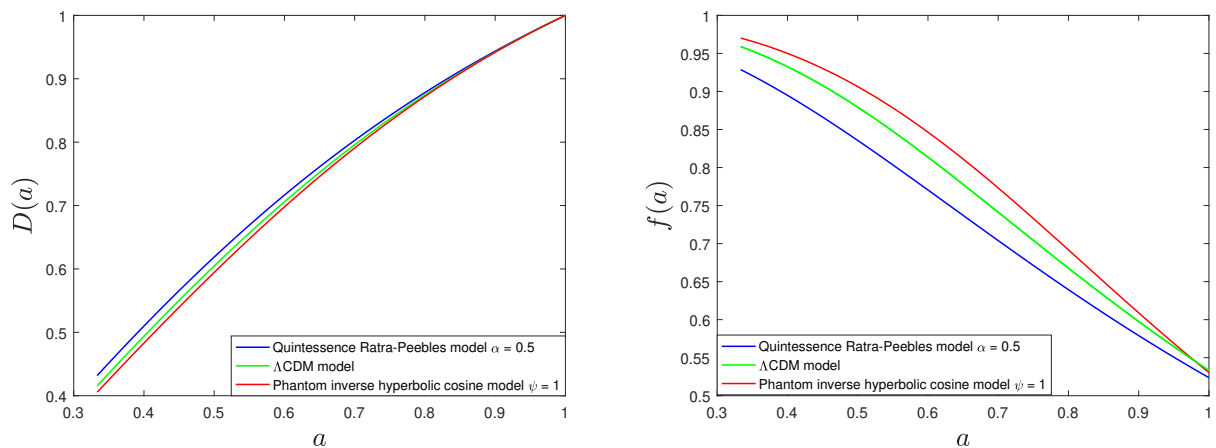 1
0.9
0.8
0.7
0.6
0.5
0.4
D(a)
0.3 0.4 0.5 0.6 0.7 0.8 0.9 1
a
Quintessence Ratra-Peebles model α = 0.5
ΛCDM model
Phantom inverse hyperbolic cosine model ψ = 1
1
0.95
0.9
0.85
0.8
0.75
0.7
0.65
0.6
0.55
0.5
f(a)
0.3 0.4 0.5 0.6 0.7 0.8 0.9 1
a
Quintessence Ratra-Peebles model α = 0.5
ΛCDM model
Phantom inverse hyperbolic cosine model ψ = 1